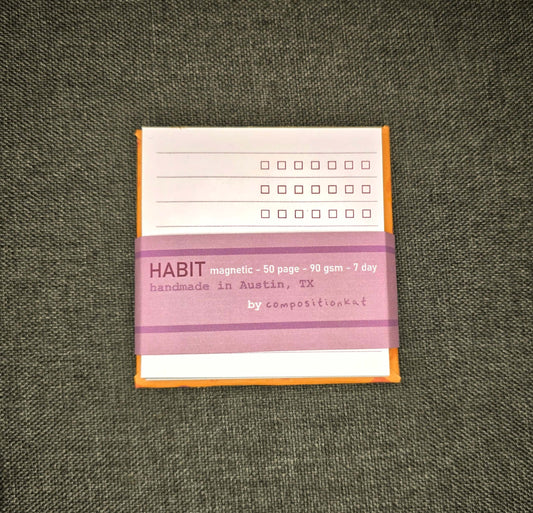 HABIT magnetic - 50 page - 90 gsm - 7 day
handmade in Austin, TX
by compositionkat